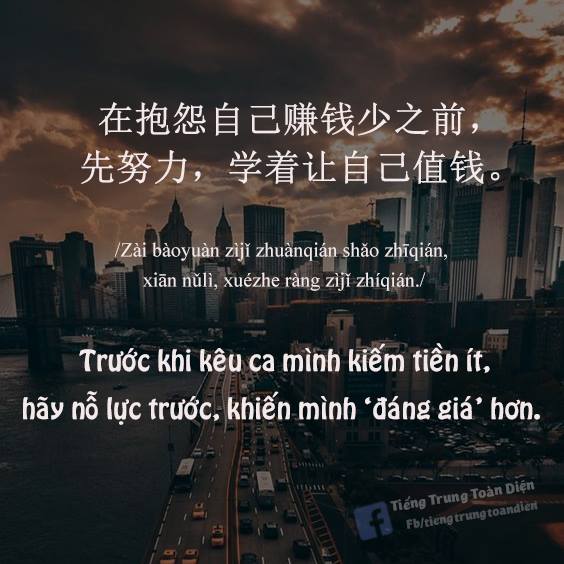 在抱怨自己赚钱少之前，
先努力，学着让自己值钱。
/Zài bàoyuàn zìjǐ zhuànqián shǎo zhīqián,
xiān nǔlì, xuézhe ràng zìjǐ zhíqián./
Trước khi kêu ca mình kiếm tiền ít,
hãy nỗ lực trước, khiến mình ‘đáng giá’ hơn.
Tiếng Trung Toàn Diện
Fb/tiengtrungtoandien